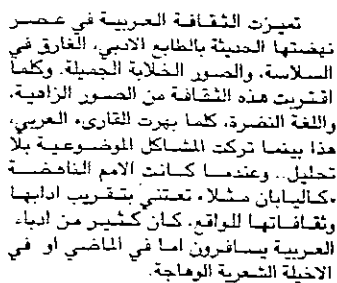 تميزت الثقافة العربية في عصر
نهضتها الحديثة بالطابع الادبي، الغارق في
السلاسة، والصور الخلابة الجميلة. وكلما
اقتربت هذه الثقافة من الصور الزاهية،
واللغة النضرة، كلما بهرت القارىء العربي،
هذا بينما تركت المشاكل الموضوعية بلا
تحليل.. وعندما كانت الامم الناهضة
«كاليابان مثلا» تعتني بتقريب ادابها
وثقافاتها للواقع، كان كثير من ادباء
العربية يسافرون اما في الماضي او في
الاخيلة الشعرية الوهاجة.